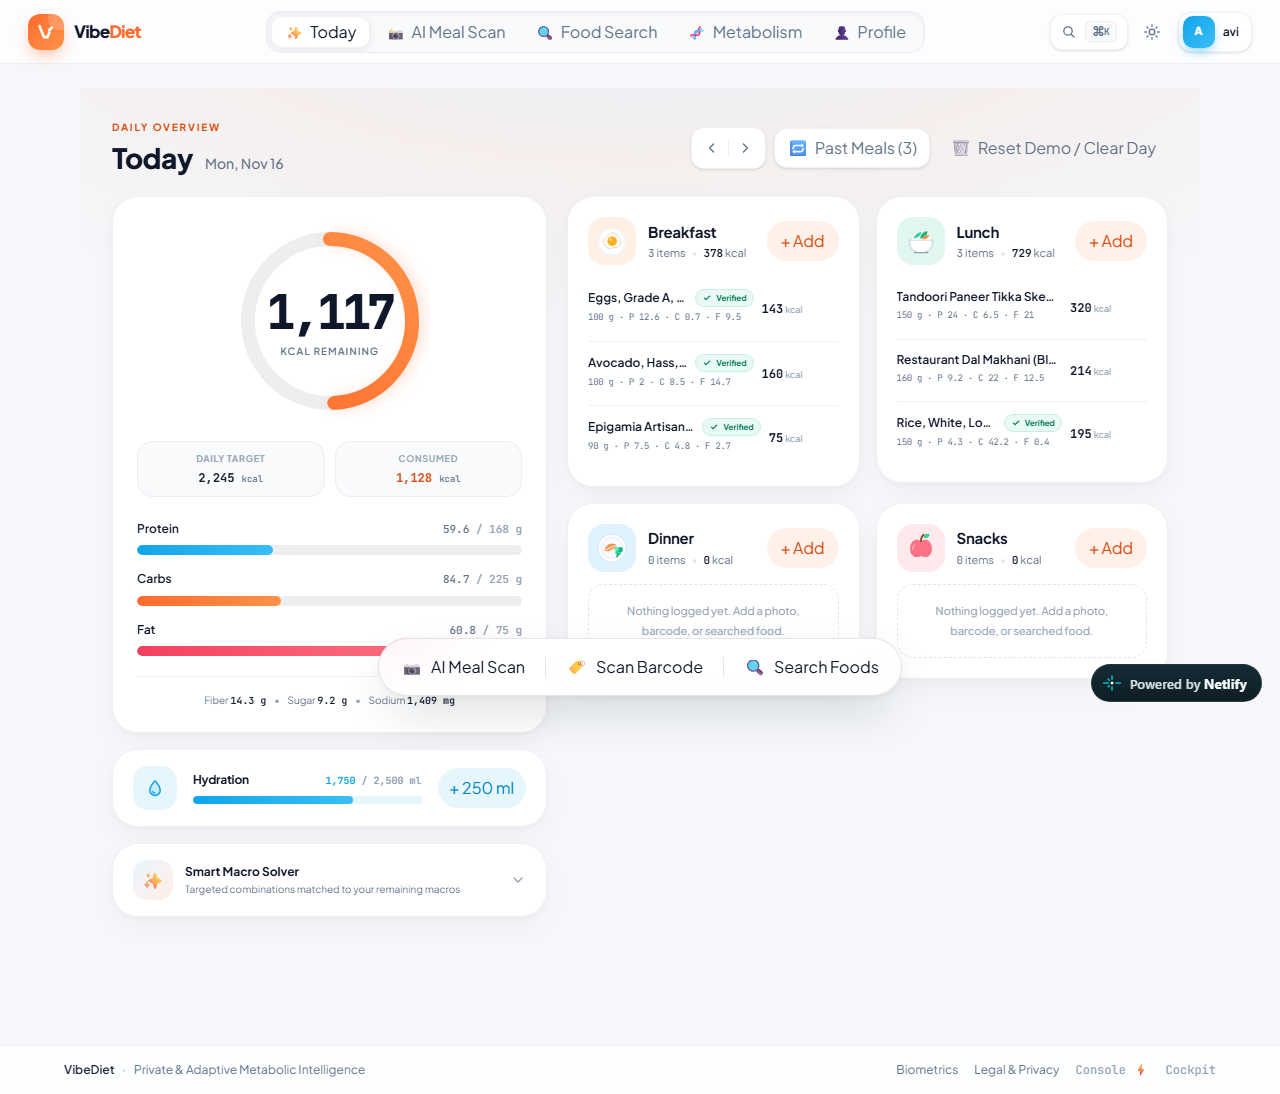 VibeDiet
Today
AI Meal Scan
Food Search
Metabolism
Profile
⌘K
A
avi
DAILY OVERVIEW
Today Mon, Nov 16
Past Meals (3)
Reset Demo / Clear Day
1,117
KCAL REMAINING
DAILY TARGET
2,245 kcal
CONSUMED
1,128 kcal
Protein 59.6 / 168 g
Carbs 84.7 / 225 g
Fat 60.8 / 75 g
Fiber 14.3 g • Sugar 9.2 g • Sodium 1,409 mg
Hydration 1,750 / 2,500 ml
+ 250 ml
Smart Macro Solver
Targeted combinations matched to your remaining macros
Breakfast
3 items • 378 kcal
+ Add
Eggs, Grade A, ... ✓ Verified
100 g · P 12.6 · C 0.7 · F 9.5
143 kcal
Avocado, Hass,... ✓ Verified
100 g · P 2 · C 8.5 · F 14.7
160 kcal
Epigamia Artisan... ✓ Verified
90 g · P 7.5 · C 4.8 · F 2.7
75 kcal
Lunch
3 items • 729 kcal
+ Add
Tandoori Paneer Tikka Ske...
150 g · P 24 · C 6.5 · F 21
320 kcal
Restaurant Dal Makhani (Bl...
160 g · P 9.2 · C 22 · F 12.5
214 kcal
Rice, White, Lo... ✓ Verified
150 g · P 4.3 · C 42.2 · F 0.4
195 kcal
Dinner
0 items • 0 kcal
+ Add
Nothing logged yet. Add a photo,
barcode, or searched food.
Snacks
0 items • 0 kcal
+ Add
Nothing logged yet. Add a photo,
barcode, or searched food.
AI Meal Scan
Scan Barcode
Search Foods
Powered by Netlify
VibeDiet · Private & Adaptive Metabolic Intelligence
Biometrics Legal & Privacy Console Cockpit